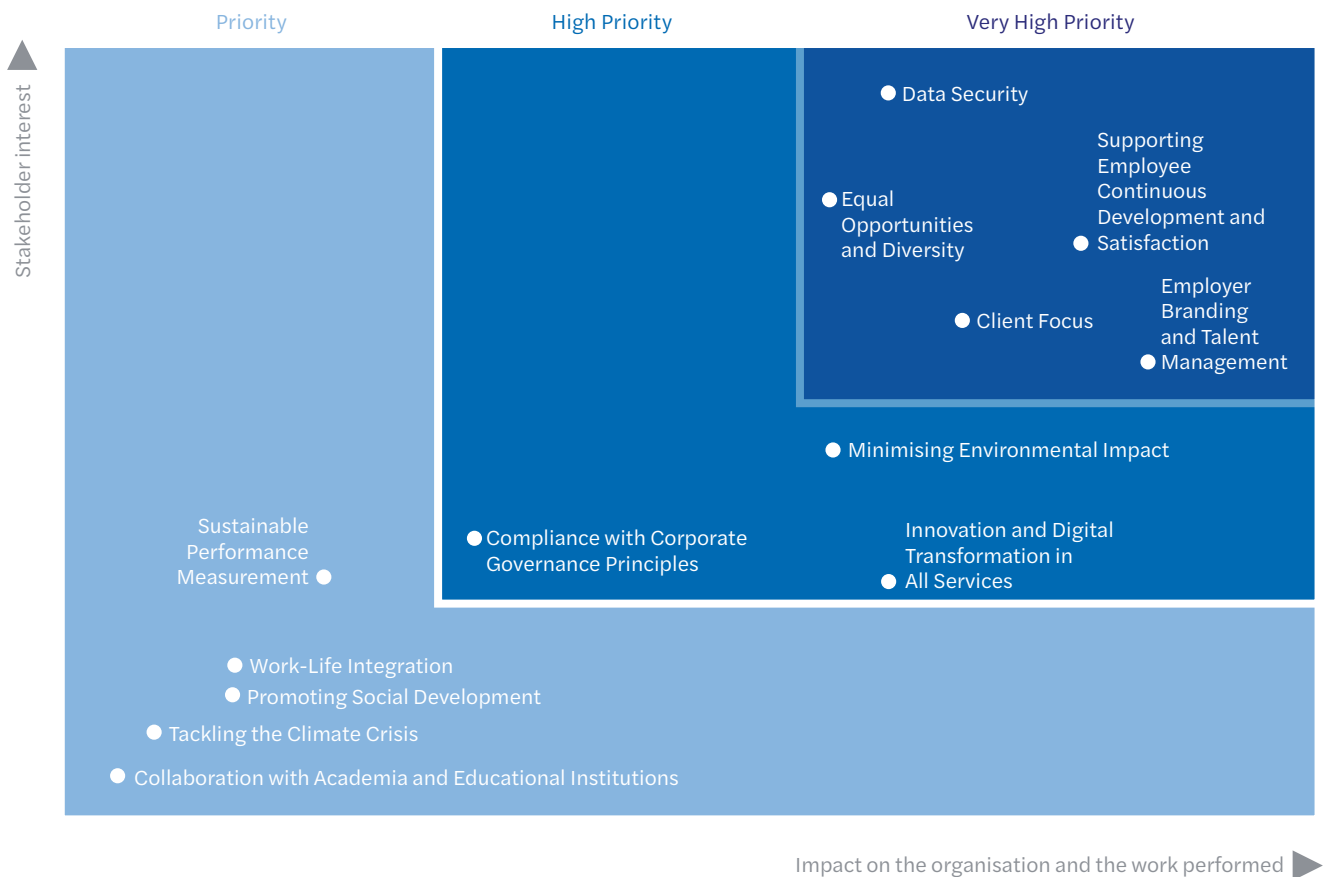 Priority
High Priority
Very High Priority
Stakeholder interest
Data Security
Supporting
Employee
Continuous
Development and
Satisfaction
Equal
Opportunities
and Diversity
Employer
Branding
and Talent
Management
Client Focus
Minimising Environmental Impact
Sustainable
Performance
Measurement
Compliance with Corporate
Governance Principles
Innovation and Digital
Transformation in
All Services
Work-Life Integration
Promoting Social Development
Tackling the Climate Crisis
Collaboration with Academia and Educational Institutions
Impact on the organisation and the work performed